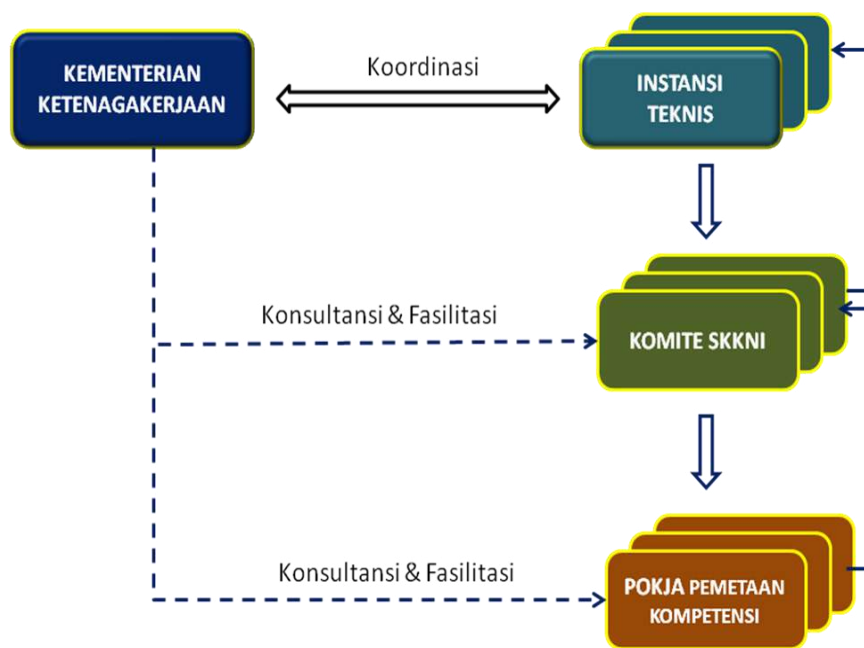 KEMENTERIAN
KETENAGAKERJAAN
Koordinasi
INSTANSI
TEKNIS
Konsultansi & Fasilitasi
KOMITE SKKNI
Konsultansi & Fasilitasi
POKJA PEMETAAN
KOMPETENSI